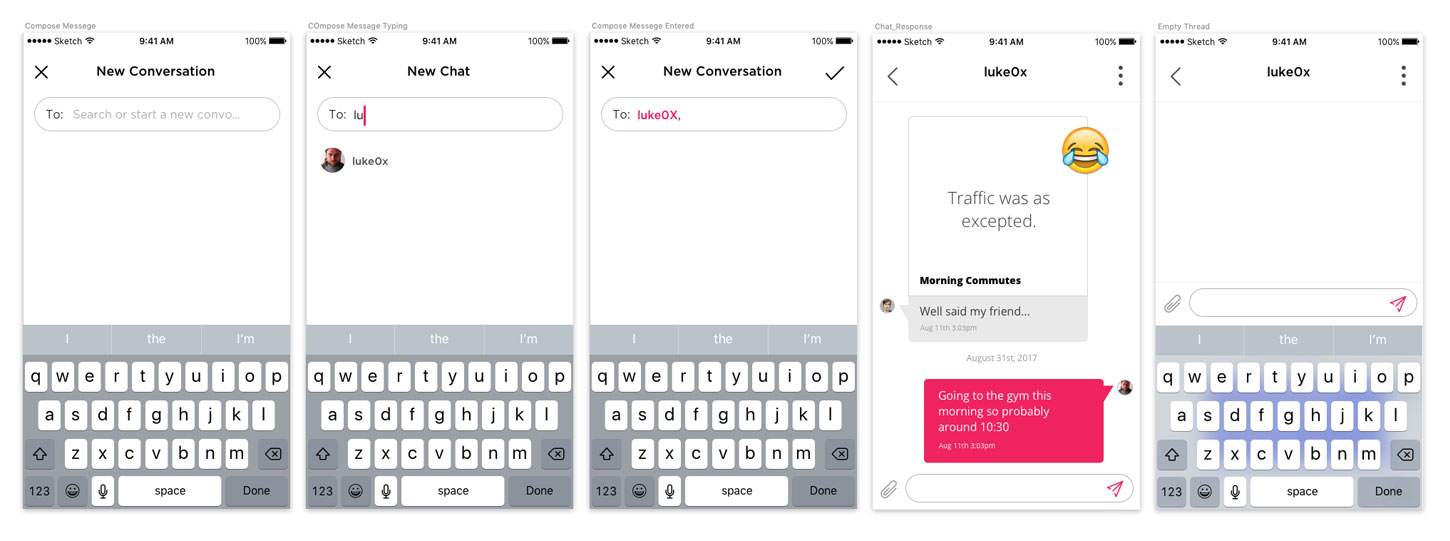 Compose Messege
Sketch 9:41 AM 100%
New Conversation
To: Search or start a new convo...
I the I'm
q w e r t y u i o p
a s d f g h j k l
z x c v b n m
123 space Done
COmpose Message Typing
Sketch 9:41 AM 100%
New Chat
To: lu
luke0x
I the I'm
q w e r t y u i o p
a s d f g h j k l
z x c v b n m
123 space Done
Compose Messege Entered
Sketch 9:41 AM 100%
New Conversation
To: luke0X,
I the I'm
q w e r t y u i o p
a s d f g h j k l
z x c v b n m
123 space Done
Chat_Response
Sketch 9:41 AM 100%
luke0x
Traffic was as
excepted.
Morning Commutes
Well said my friend...
Aug 11th 3:03pm
August 31st, 2017
Going to the gym this
morning so probably
around 10:30
Aug 11th 3:03pm
Empty Thread
Sketch 9:41 AM 100%
luke0x
I the I'm
q w e r t y u i o p
a s d f g h j k l
z x c v b n m
123 space Done